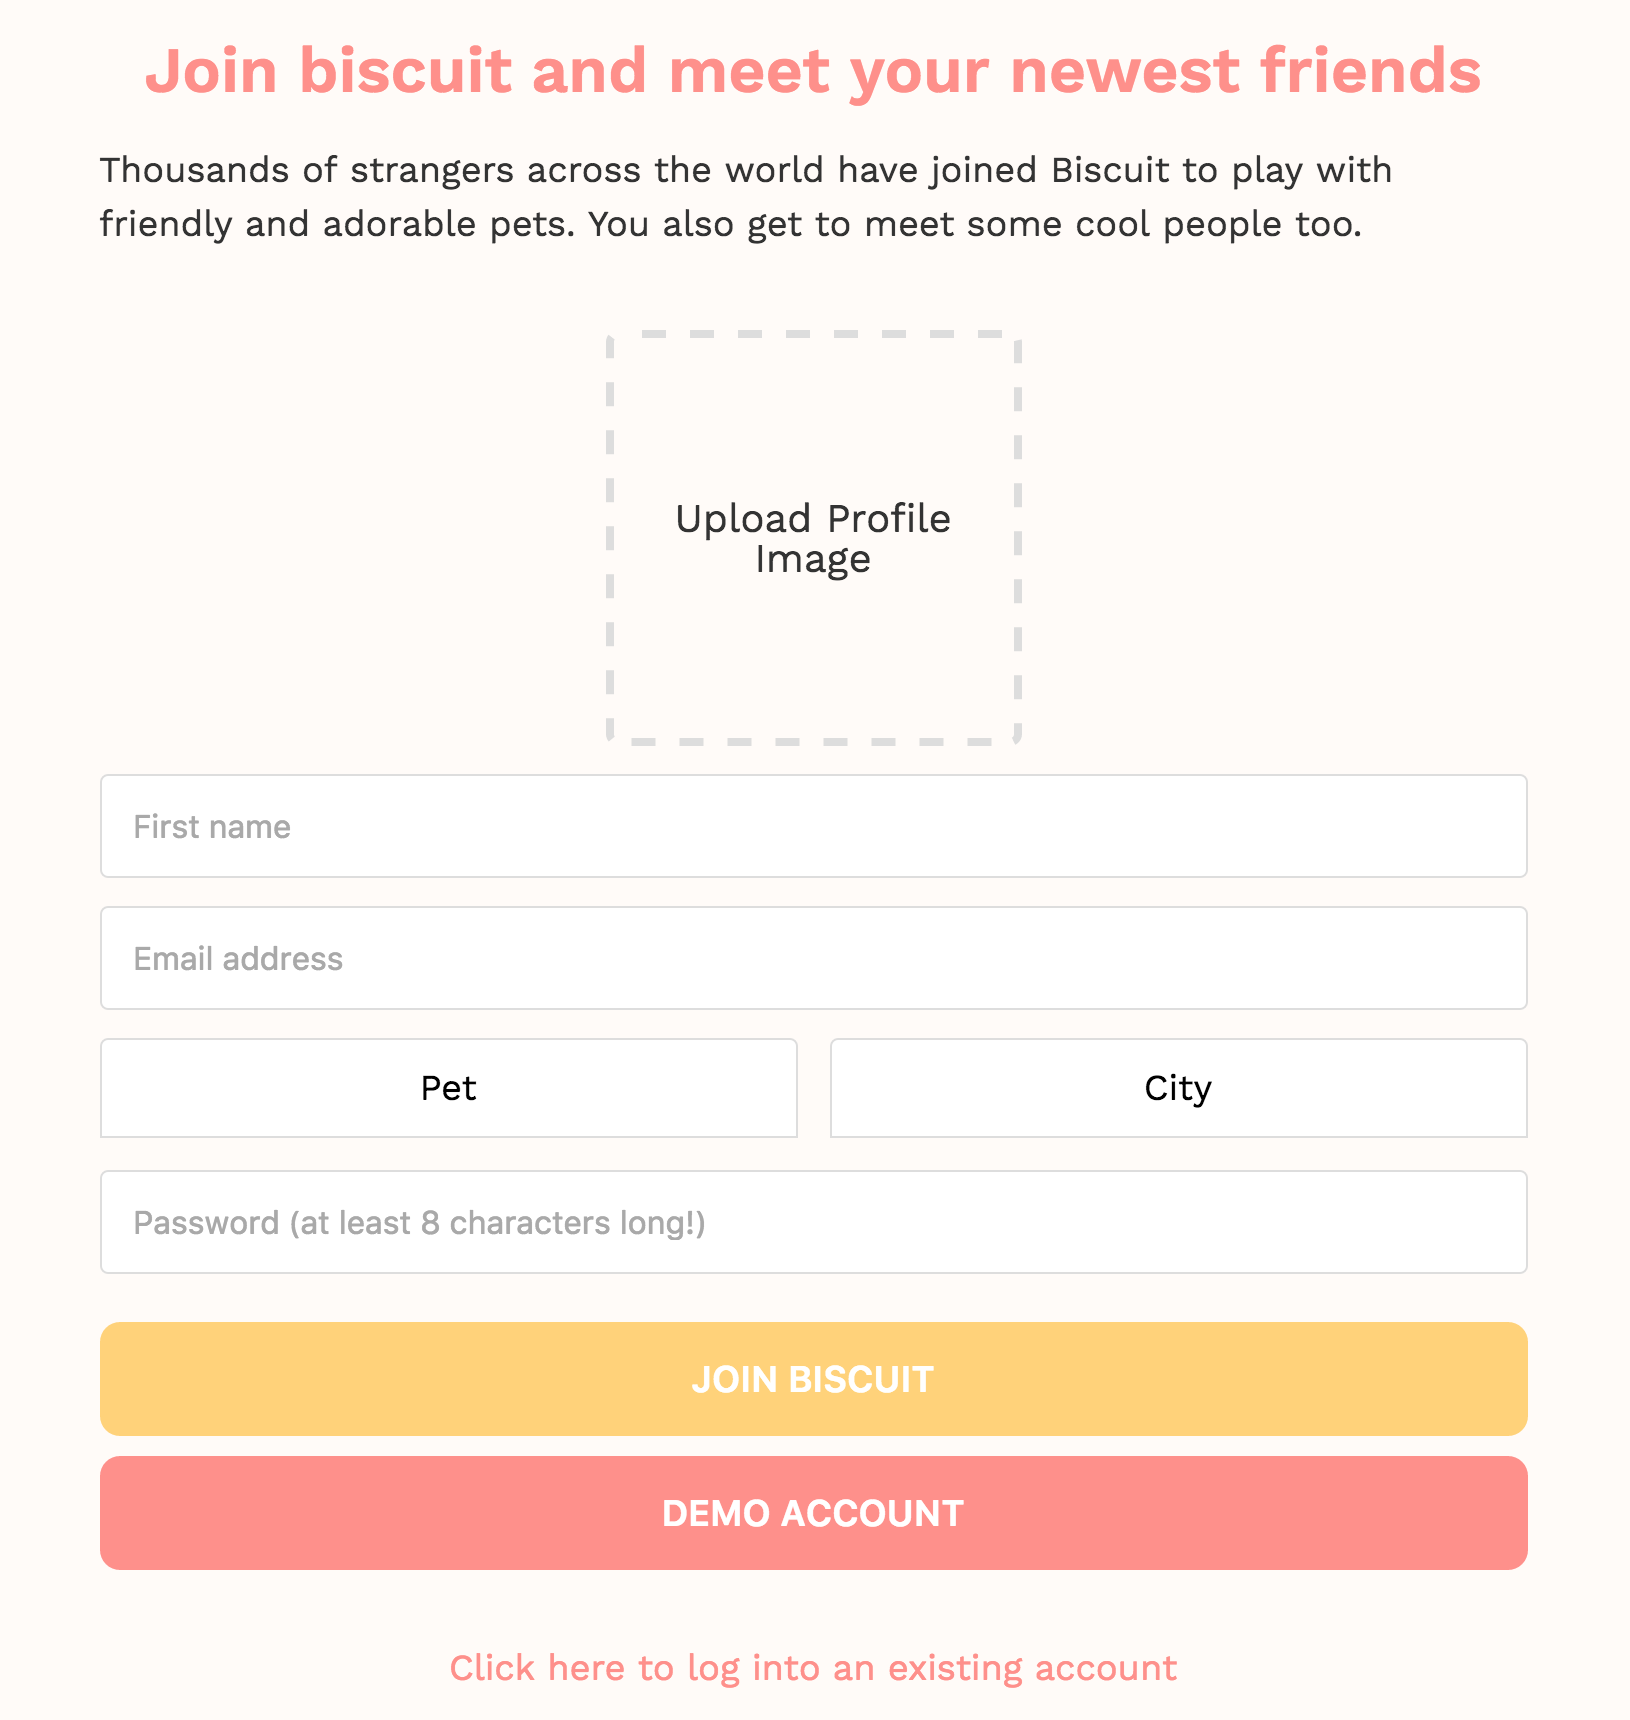 Join biscuit and meet your newest friends
Thousands of strangers across the world have joined Biscuit to play with
friendly and adorable pets. You also get to meet some cool people too.
Upload Profile
Image
First name
Email address
Pet
City
Password (at least 8 characters long!)
JOIN BISCUIT
DEMO ACCOUNT
Click here to log into an existing account